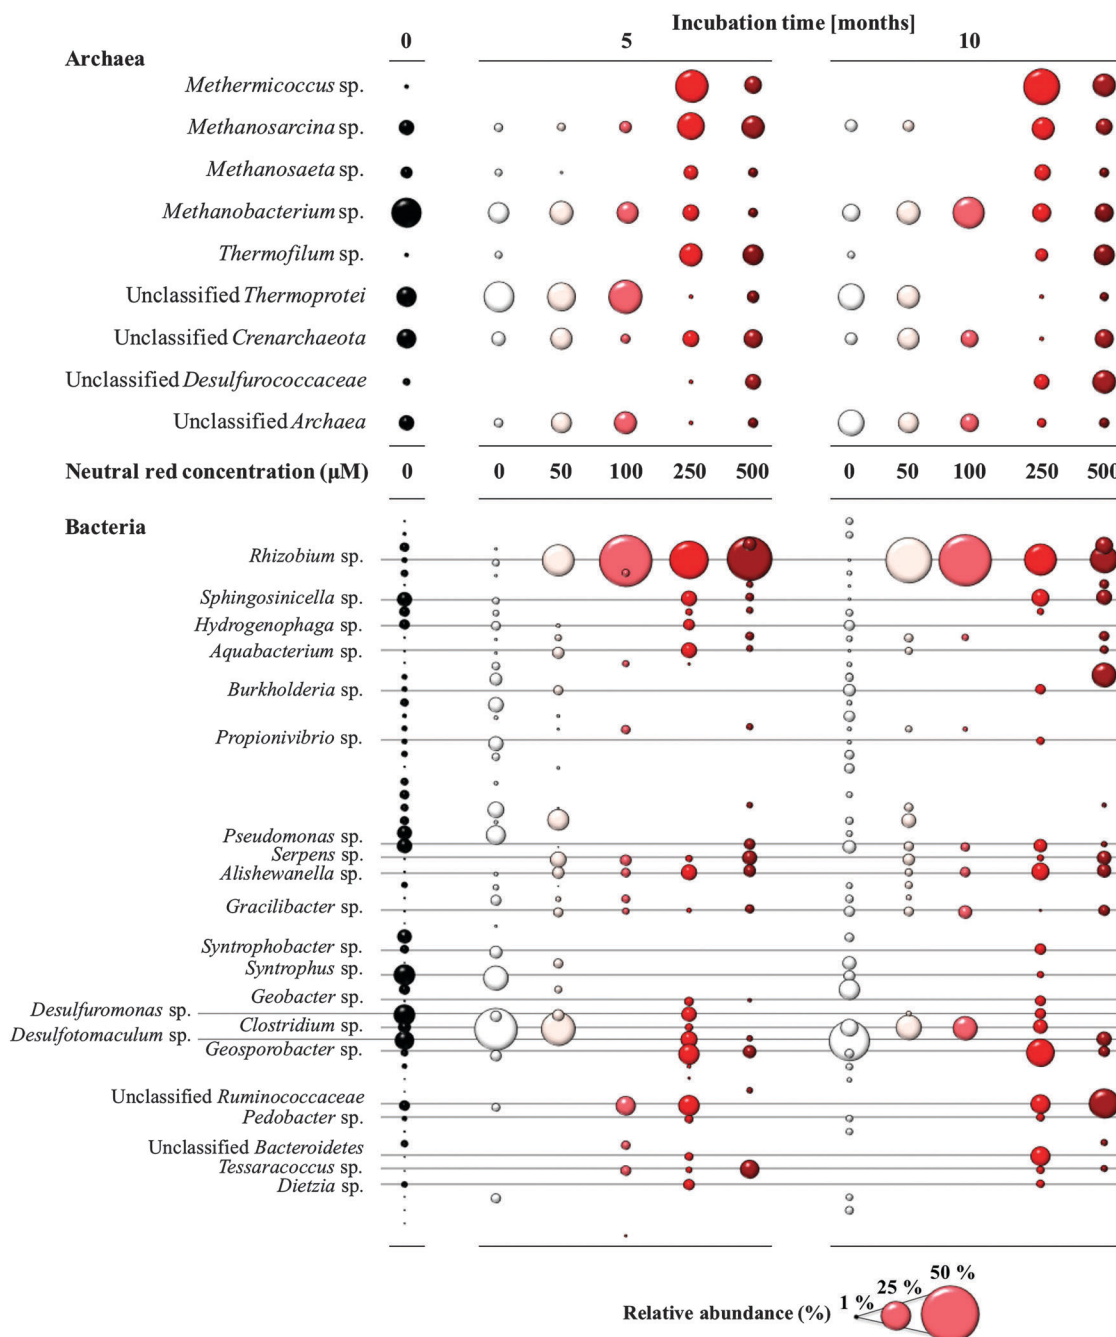 Incubation time [months]
0 5 10
Archaea
Methermicoccus sp.
Methanosarcina sp.
Methanosaeta sp.
Methanobacterium sp.
Thermofilum sp.
Unclassified Thermoprotei
Unclassified Crenarchaeota
Unclassified Desulfurococcaceae
Unclassified Archaea
Neutral red concentration (µM) 0 0 50 100 250 500 0 50 100 250 500
Bacteria
Rhizobium sp.
Sphingosinicella sp.
Hydrogenophaga sp.
Aquabacterium sp.
Burkholderia sp.
Propionivibrio sp.
Pseudomonas sp.
Serpens sp.
Alishewanella sp.
Gracilibacter sp.
Syntrophobacter sp.
Syntrophus sp.
Geobacter sp.
Desulfuromonas sp.
Clostridium sp.
Desulfotomaculum sp.
Geosporobacter sp.
Unclassified Ruminococcaceae
Pedobacter sp.
Unclassified Bacteroidetes
Tessaracoccus sp.
Dietzia sp.
Relative abundance (%) 1 % 25 % 50 %